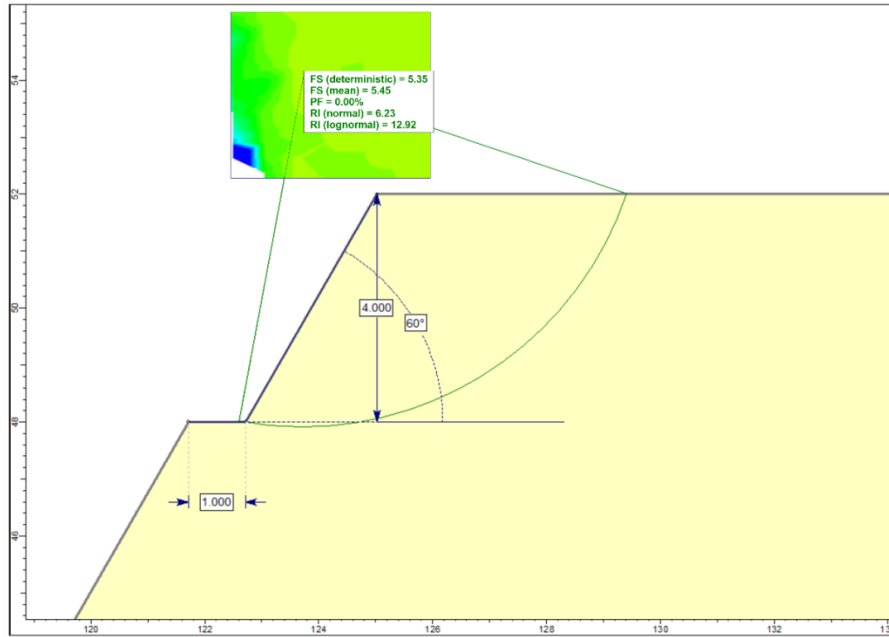 54
52
50
48
46
FS (deterministic) = 5.35
FS (mean) = 5.45
PF = 0.00%
RI (normal) = 6.23
RI (lognormal) = 12.92
4.000
60°
1.000
120 122 124 126 128 130 132